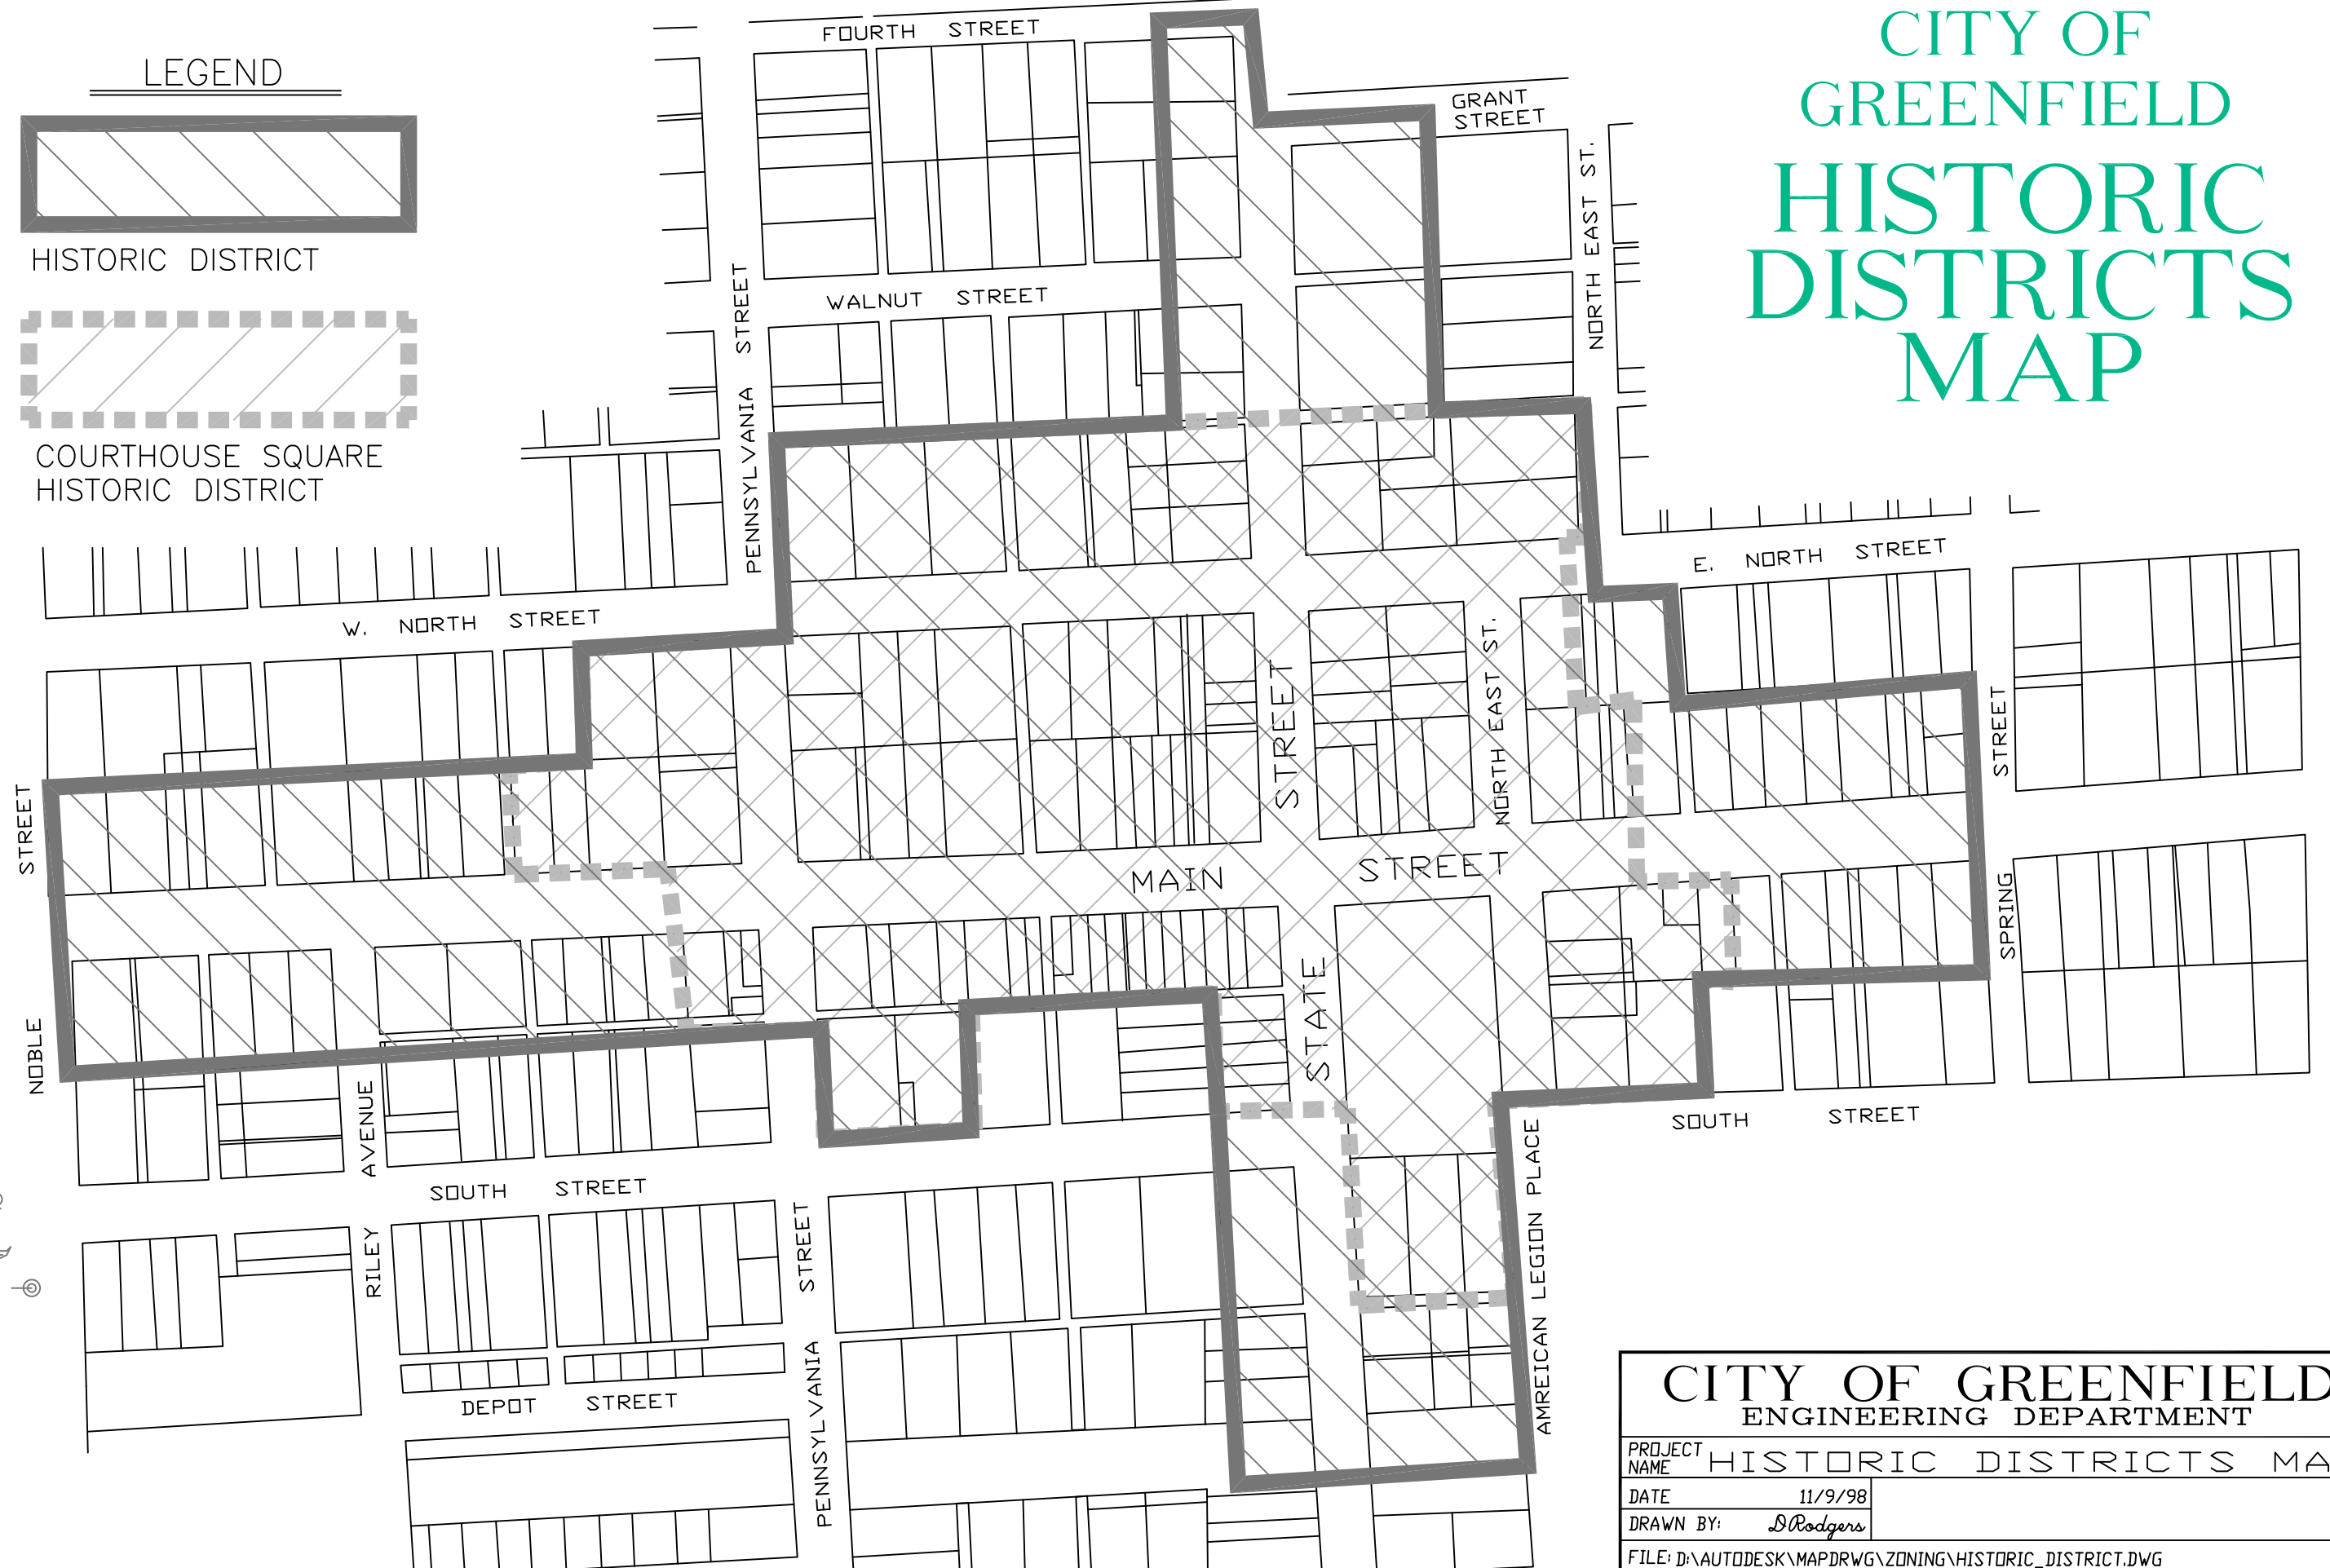 CITY OF
GREENFIELD
HISTORIC
DISTRICTS
MAP
LEGEND
HISTORIC DISTRICT
COURTHOUSE SQUARE
HISTORIC DISTRICT
FOURTH STREET
GRANT
STREET
WALNUT STREET
PENNSYLVANIA STREET
NORTH EAST ST.
E. NORTH STREET
W. NORTH STREET
NORTH EAST ST.
STATE STREET
MAIN STREET
NOBLE STREET
SPRING STREET
SOUTH STREET
RILEY AVENUE
SOUTH STREET
AMREICAN LEGION PLACE
PENNSYLVANIA STREET
DEPOT STREET
CITY OF GREENFIELD
ENGINEERING DEPARTMENT
PROJECT
NAME HISTORIC DISTRICTS MA
DATE 11/9/98
DRAWN BY: DRodgers
FILE: D:\AUTODESK\MAPDRWG\ZONING\HISTORIC_DISTRICT.DWG